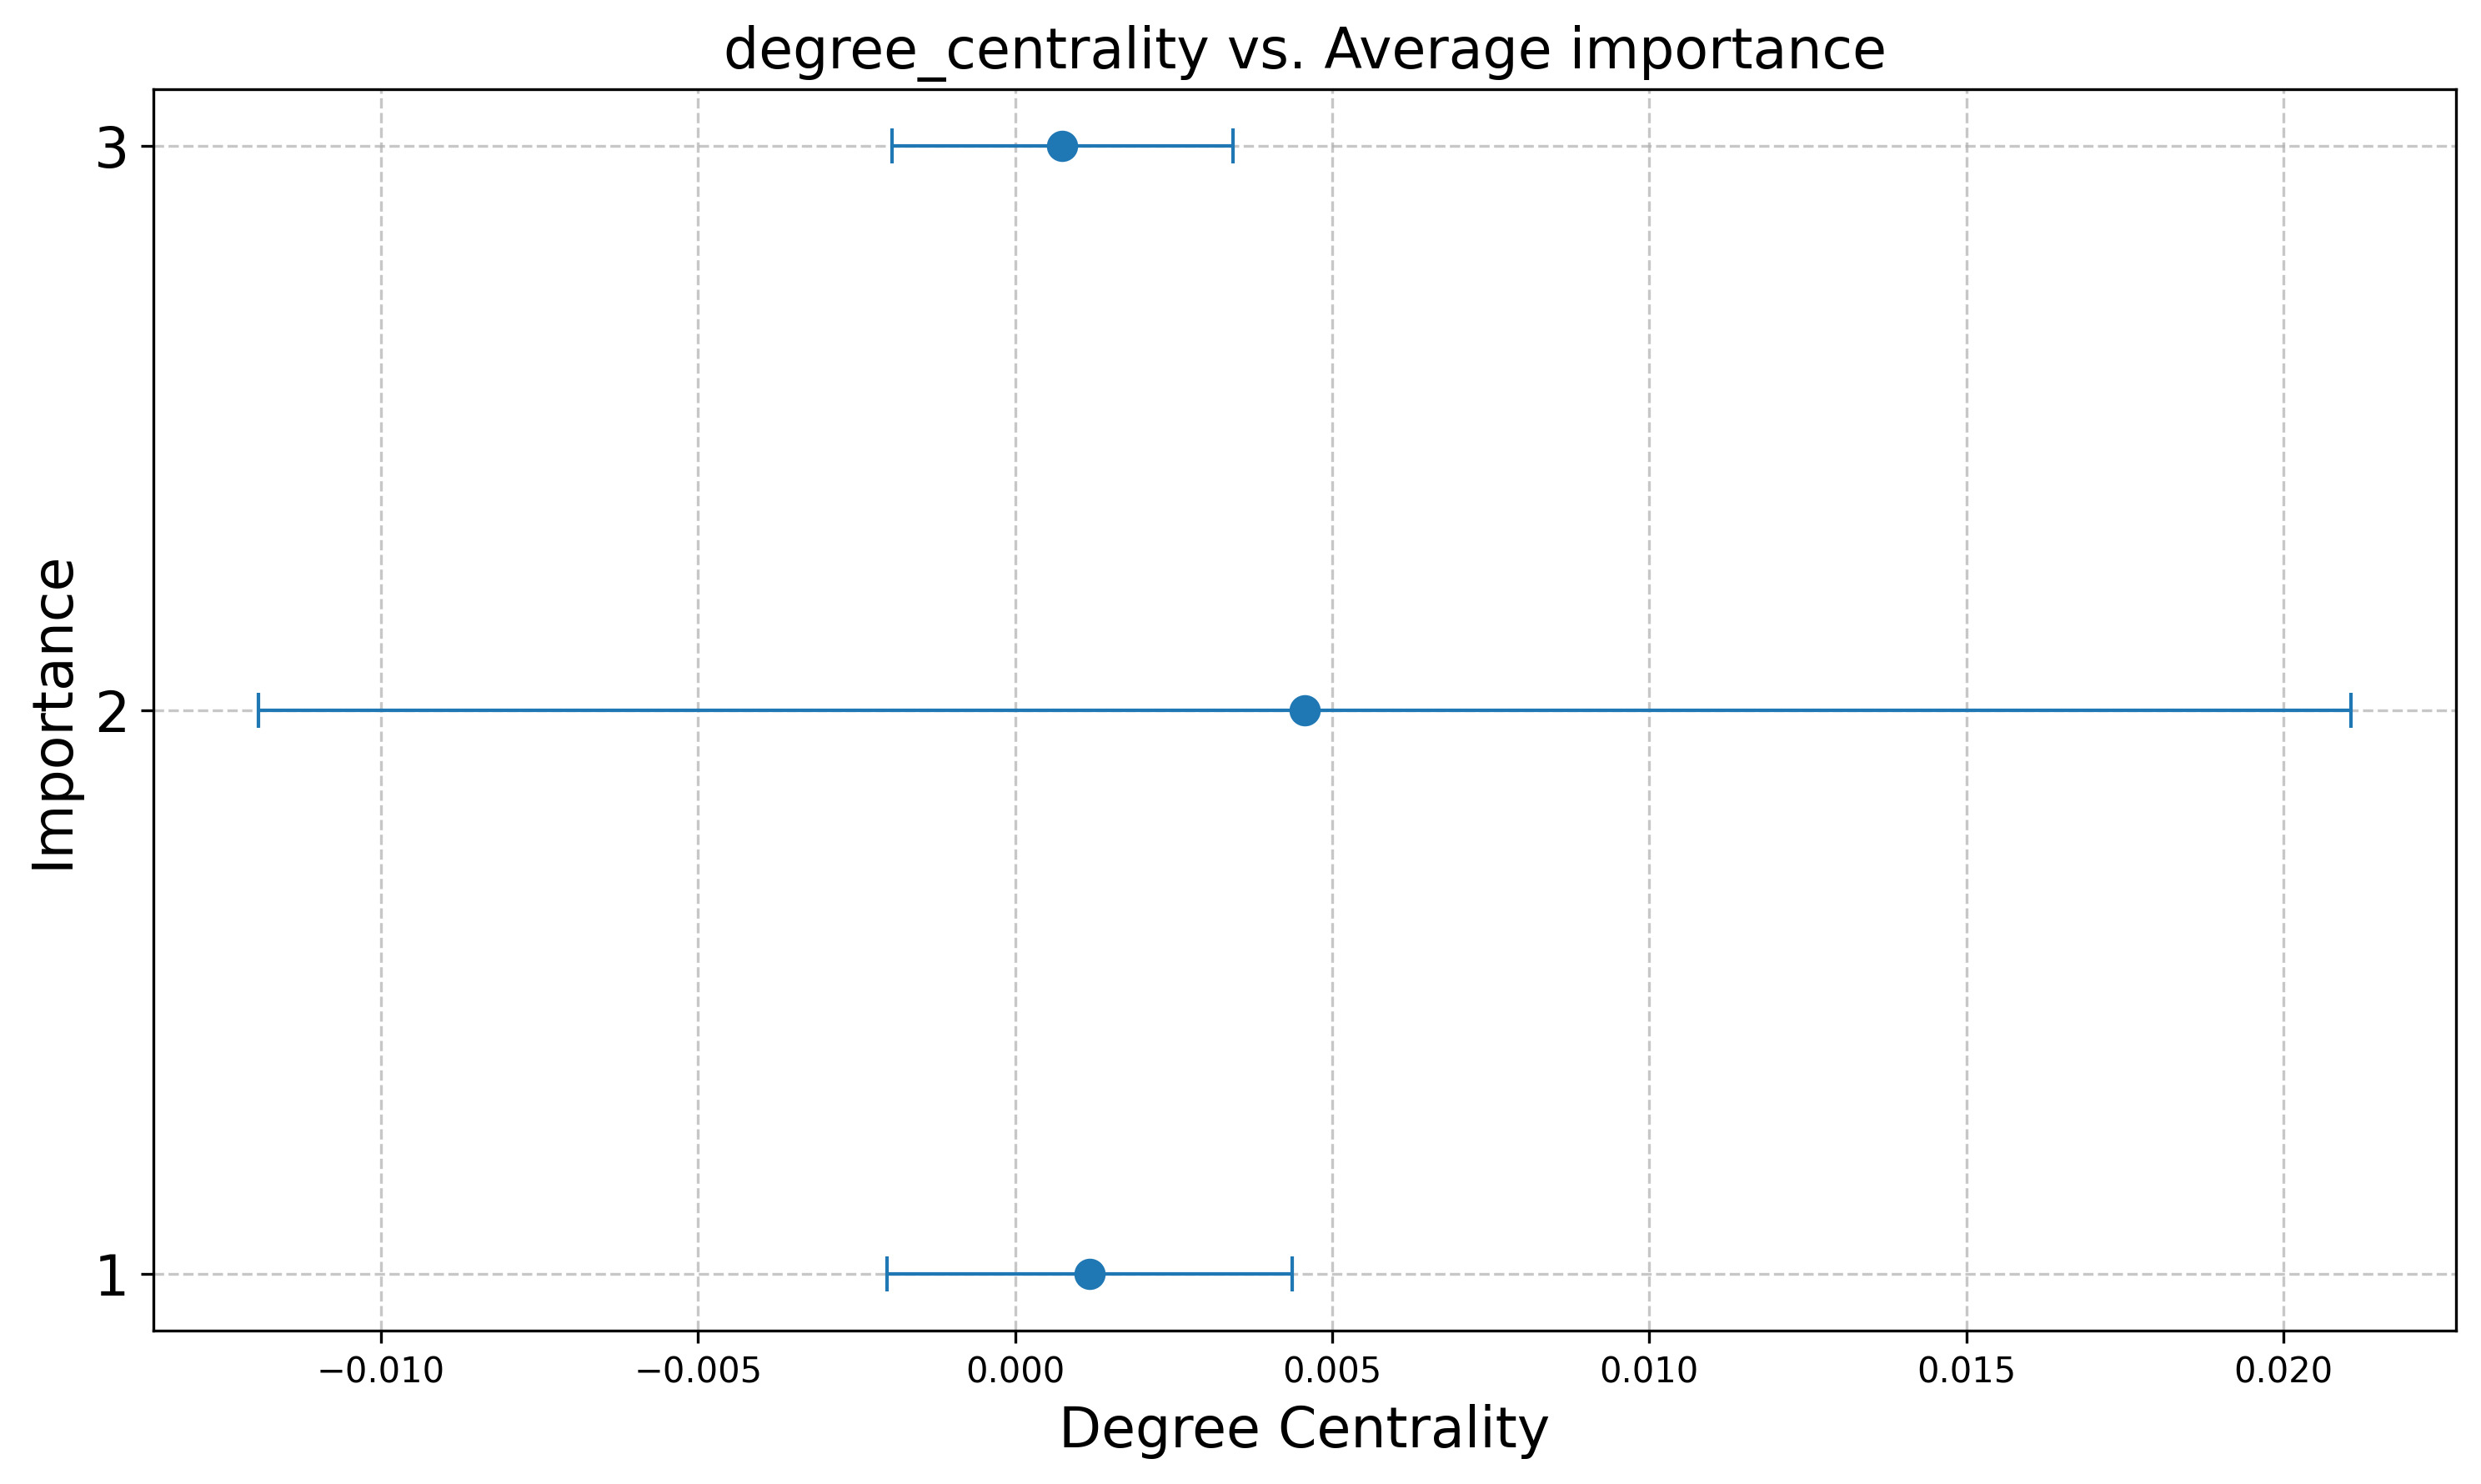 degree_centrality vs. Average importance
3
2
1
Importance
−0.010 −0.005 0.000 0.005 0.010 0.015 0.020
Degree Centrality